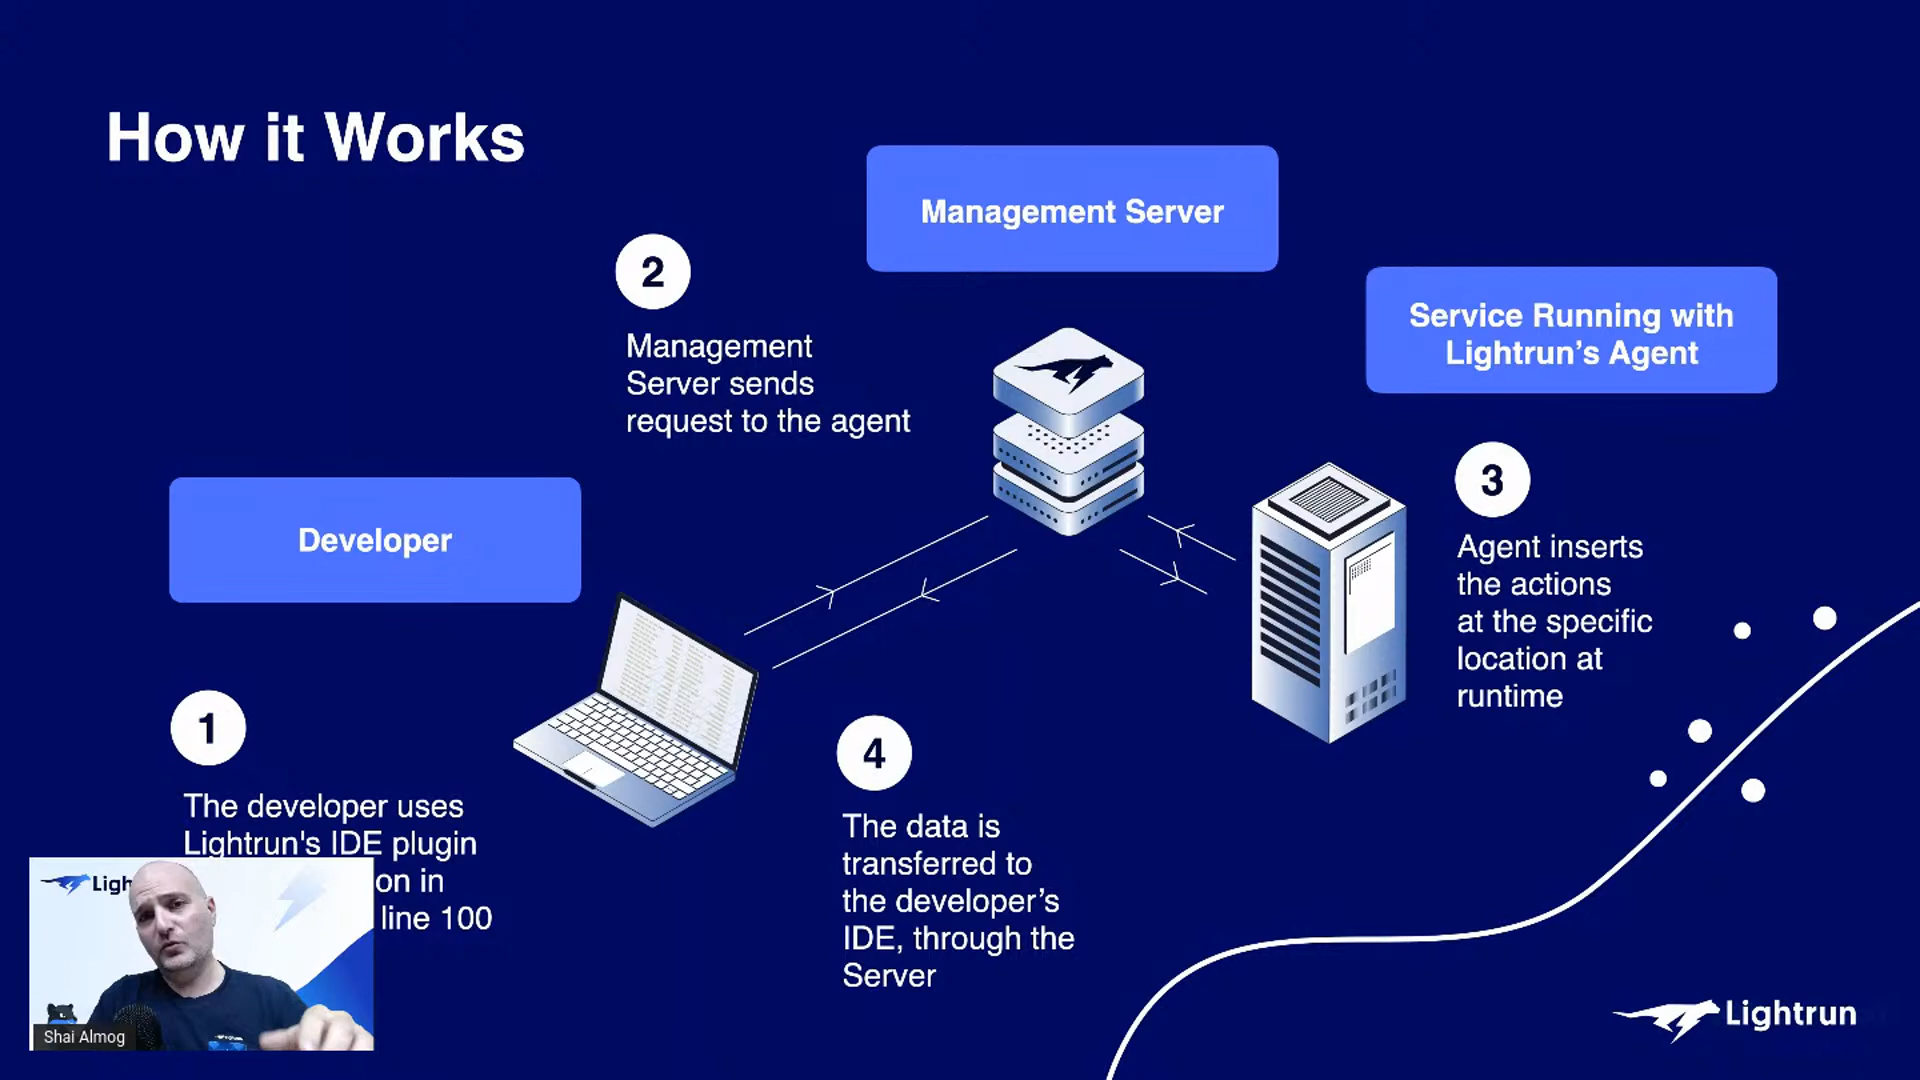 How it Works
Management Server
Service Running with
Lightrun’s Agent
2
Management
Server sends
request to the agent
3
Agent inserts
the actions
at the specific
location at
runtime
Developer
1
The developer uses
Lightrun's IDE plugin
on in
line 100
4
The data is
transferred to
the developer’s
IDE, through the
Server
Ligh
Shai Almog
Lightrun